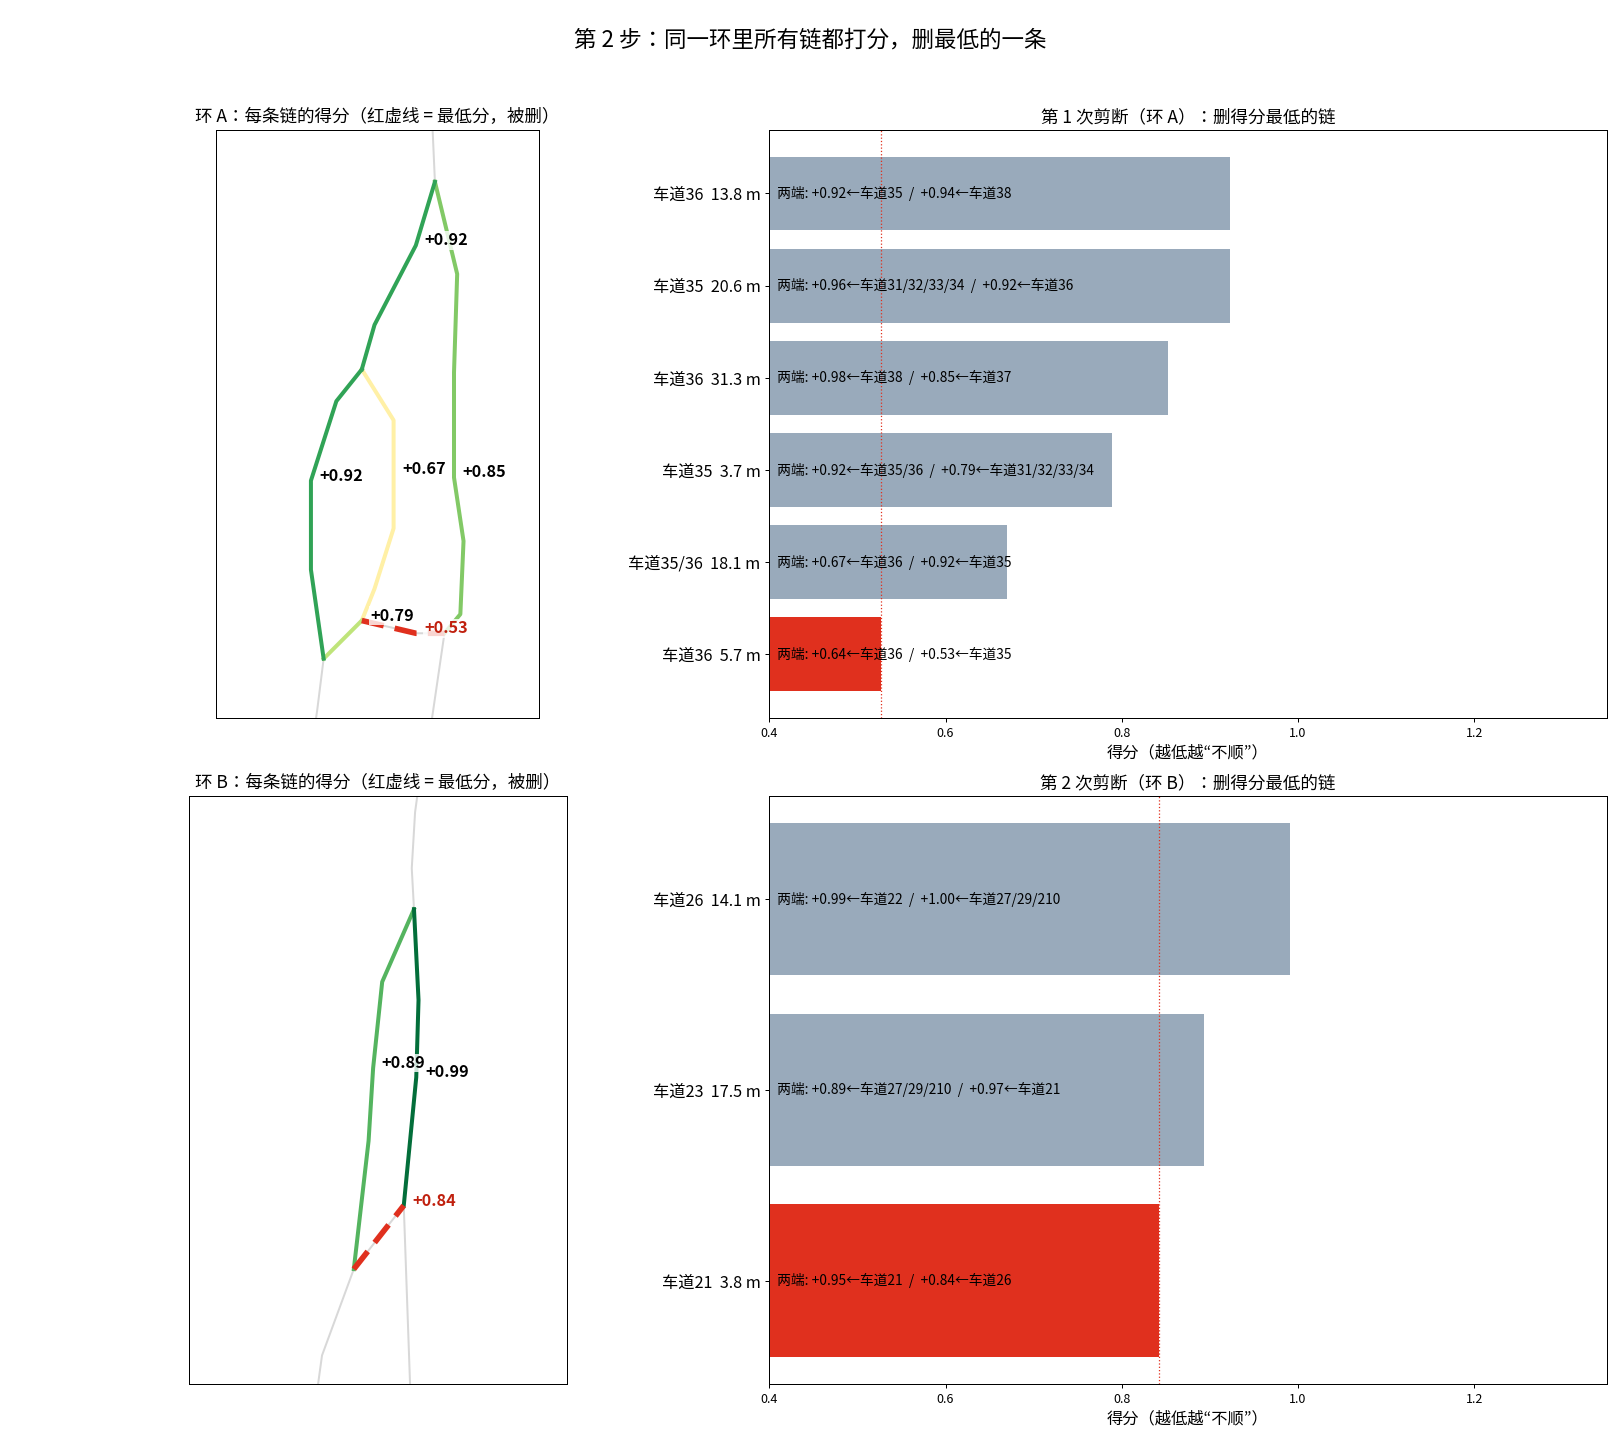 第 2 步：同一环里所有链都打分，删最低的一条
环 A：每条链的得分（红虚线 = 最低分，被删）
+0.92
+0.92
+0.67
+0.85
+0.79
+0.53
第 1 次剪断（环 A）：删得分最低的链
车道36 13.8 m
两端: +0.92←车道35 / +0.94←车道38
车道35 20.6 m
两端: +0.96←车道31/32/33/34 / +0.92←车道36
车道36 31.3 m
两端: +0.98←车道38 / +0.85←车道37
车道35 3.7 m
两端: +0.92←车道35/36 / +0.79←车道31/32/33/34
车道35/36 18.1 m
两端: +0.67←车道36 / +0.92←车道35
车道36 5.7 m
两端: +0.64←车道36 / +0.53←车道35
0.4 0.6 0.8 1.0 1.2
得分（越低越“不顺”）
环 B：每条链的得分（红虚线 = 最低分，被删）
+0.89
+0.99
+0.84
第 2 次剪断（环 B）：删得分最低的链
车道26 14.1 m
两端: +0.99←车道22 / +1.00←车道27/29/210
车道23 17.5 m
两端: +0.89←车道27/29/210 / +0.97←车道21
车道21 3.8 m
两端: +0.95←车道21 / +0.84←车道26
0.4 0.6 0.8 1.0 1.2
得分（越低越“不顺”）